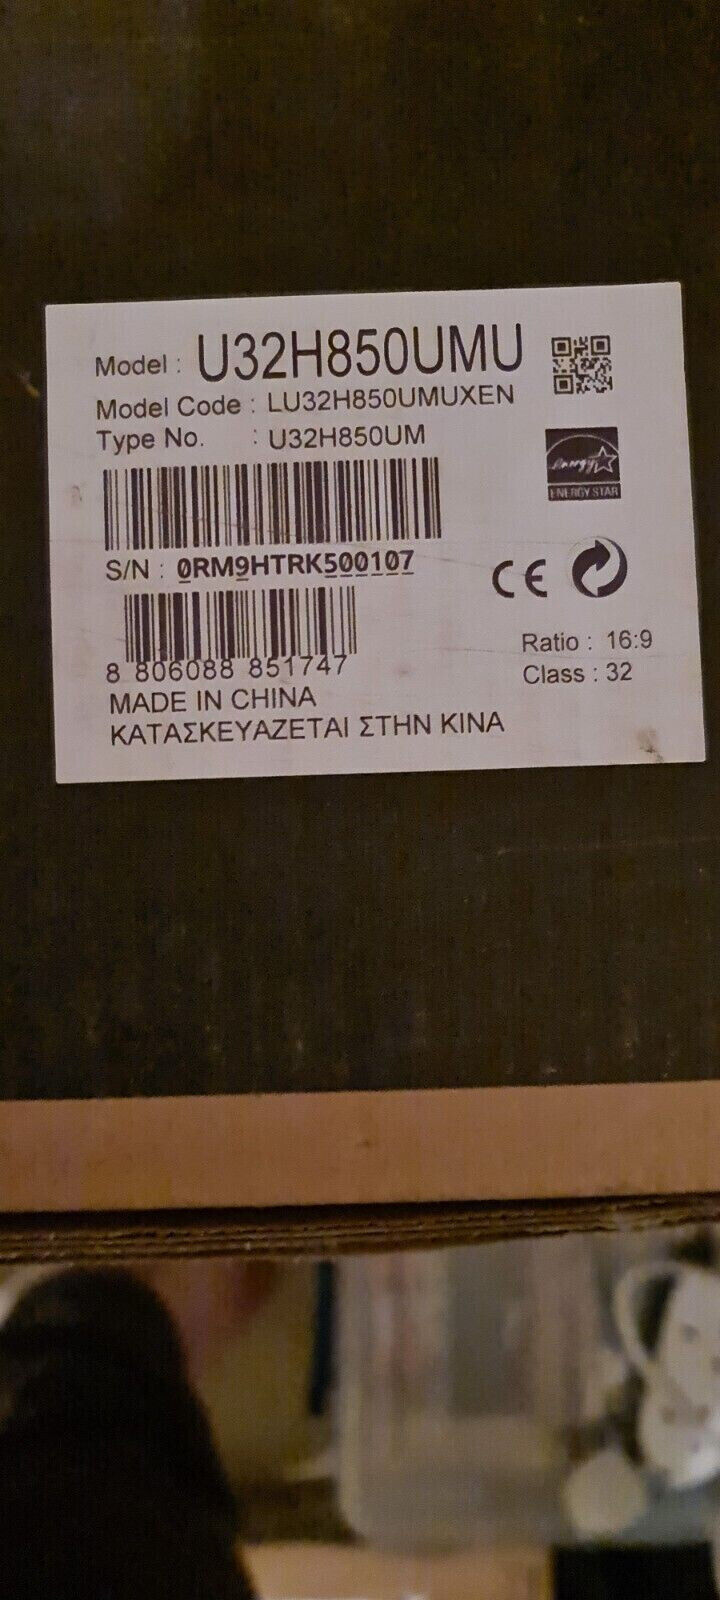 Model : U32H850UMU
Model Code : LU32H850UMUXEN
Type No. : U32H850UM
energy
ENERGY STAR
S/N : 0RM9HTRK500107
CE
8 806088 851747
Ratio : 16:9
Class : 32
MADE IN CHINA
ΚΑΤΑΣΚΕΥΑΖΕΤΑΙ ΣΤΗΝ ΚΙΝΑ